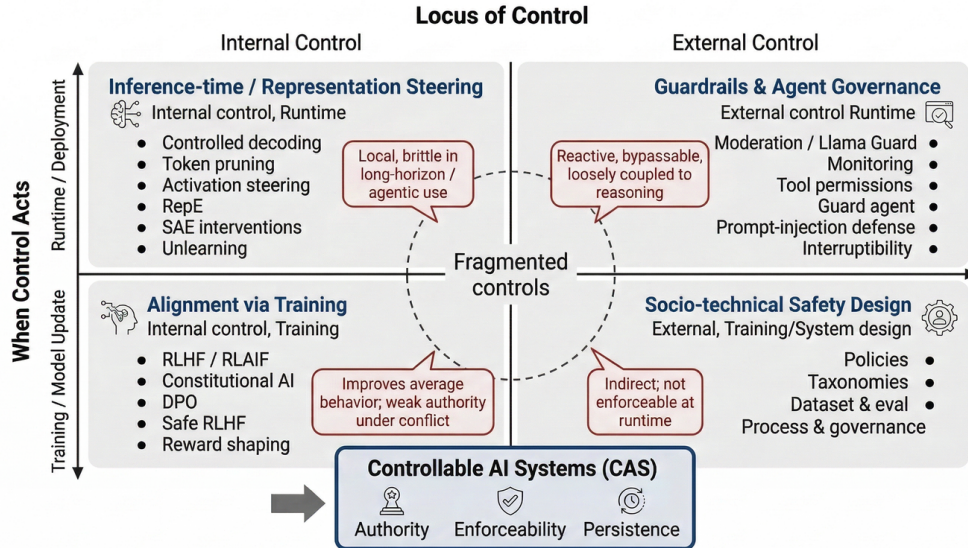 Locus of Control
Internal Control
External Control
When Control Acts
Runtime / Deployment
Training / Model Update
Inference-time / Representation Steering
Internal control, Runtime
Controlled decoding
Token pruning
Activation steering
RepE
SAE interventions
Unlearning
Local, brittle in
long-horizon /
agentic use
Guardrails & Agent Governance
External control Runtime
Moderation / Llama Guard
Monitoring
Tool permissions
Guard agent
Prompt-injection defense
Interruptibility
Reactive, bypassable,
loosely coupled to
reasoning
Fragmented
controls
Alignment via Training
Internal control, Training
RLHF / RLAIF
Constitutional AI
DPO
Safe RLHF
Reward shaping
Improves average
behavior; weak authority
under conflict
Socio-technical Safety Design
External, Training/System design
Policies
Taxonomies
Dataset & eval
Process & governance
Indirect; not
enforceable at
runtime
Controllable AI Systems (CAS)
Authority
Enforceability
Persistence